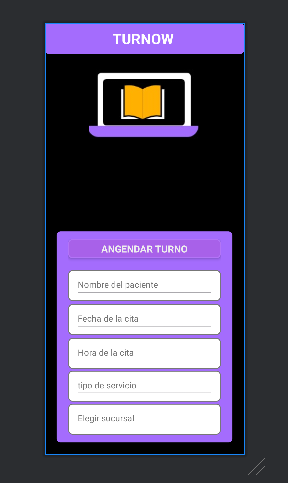 TURNOW
ANGENDAR TURNO
Nombre del paciente
Fecha de la cita
Hora de la cita
tipo de servicio
Elegir sucursal